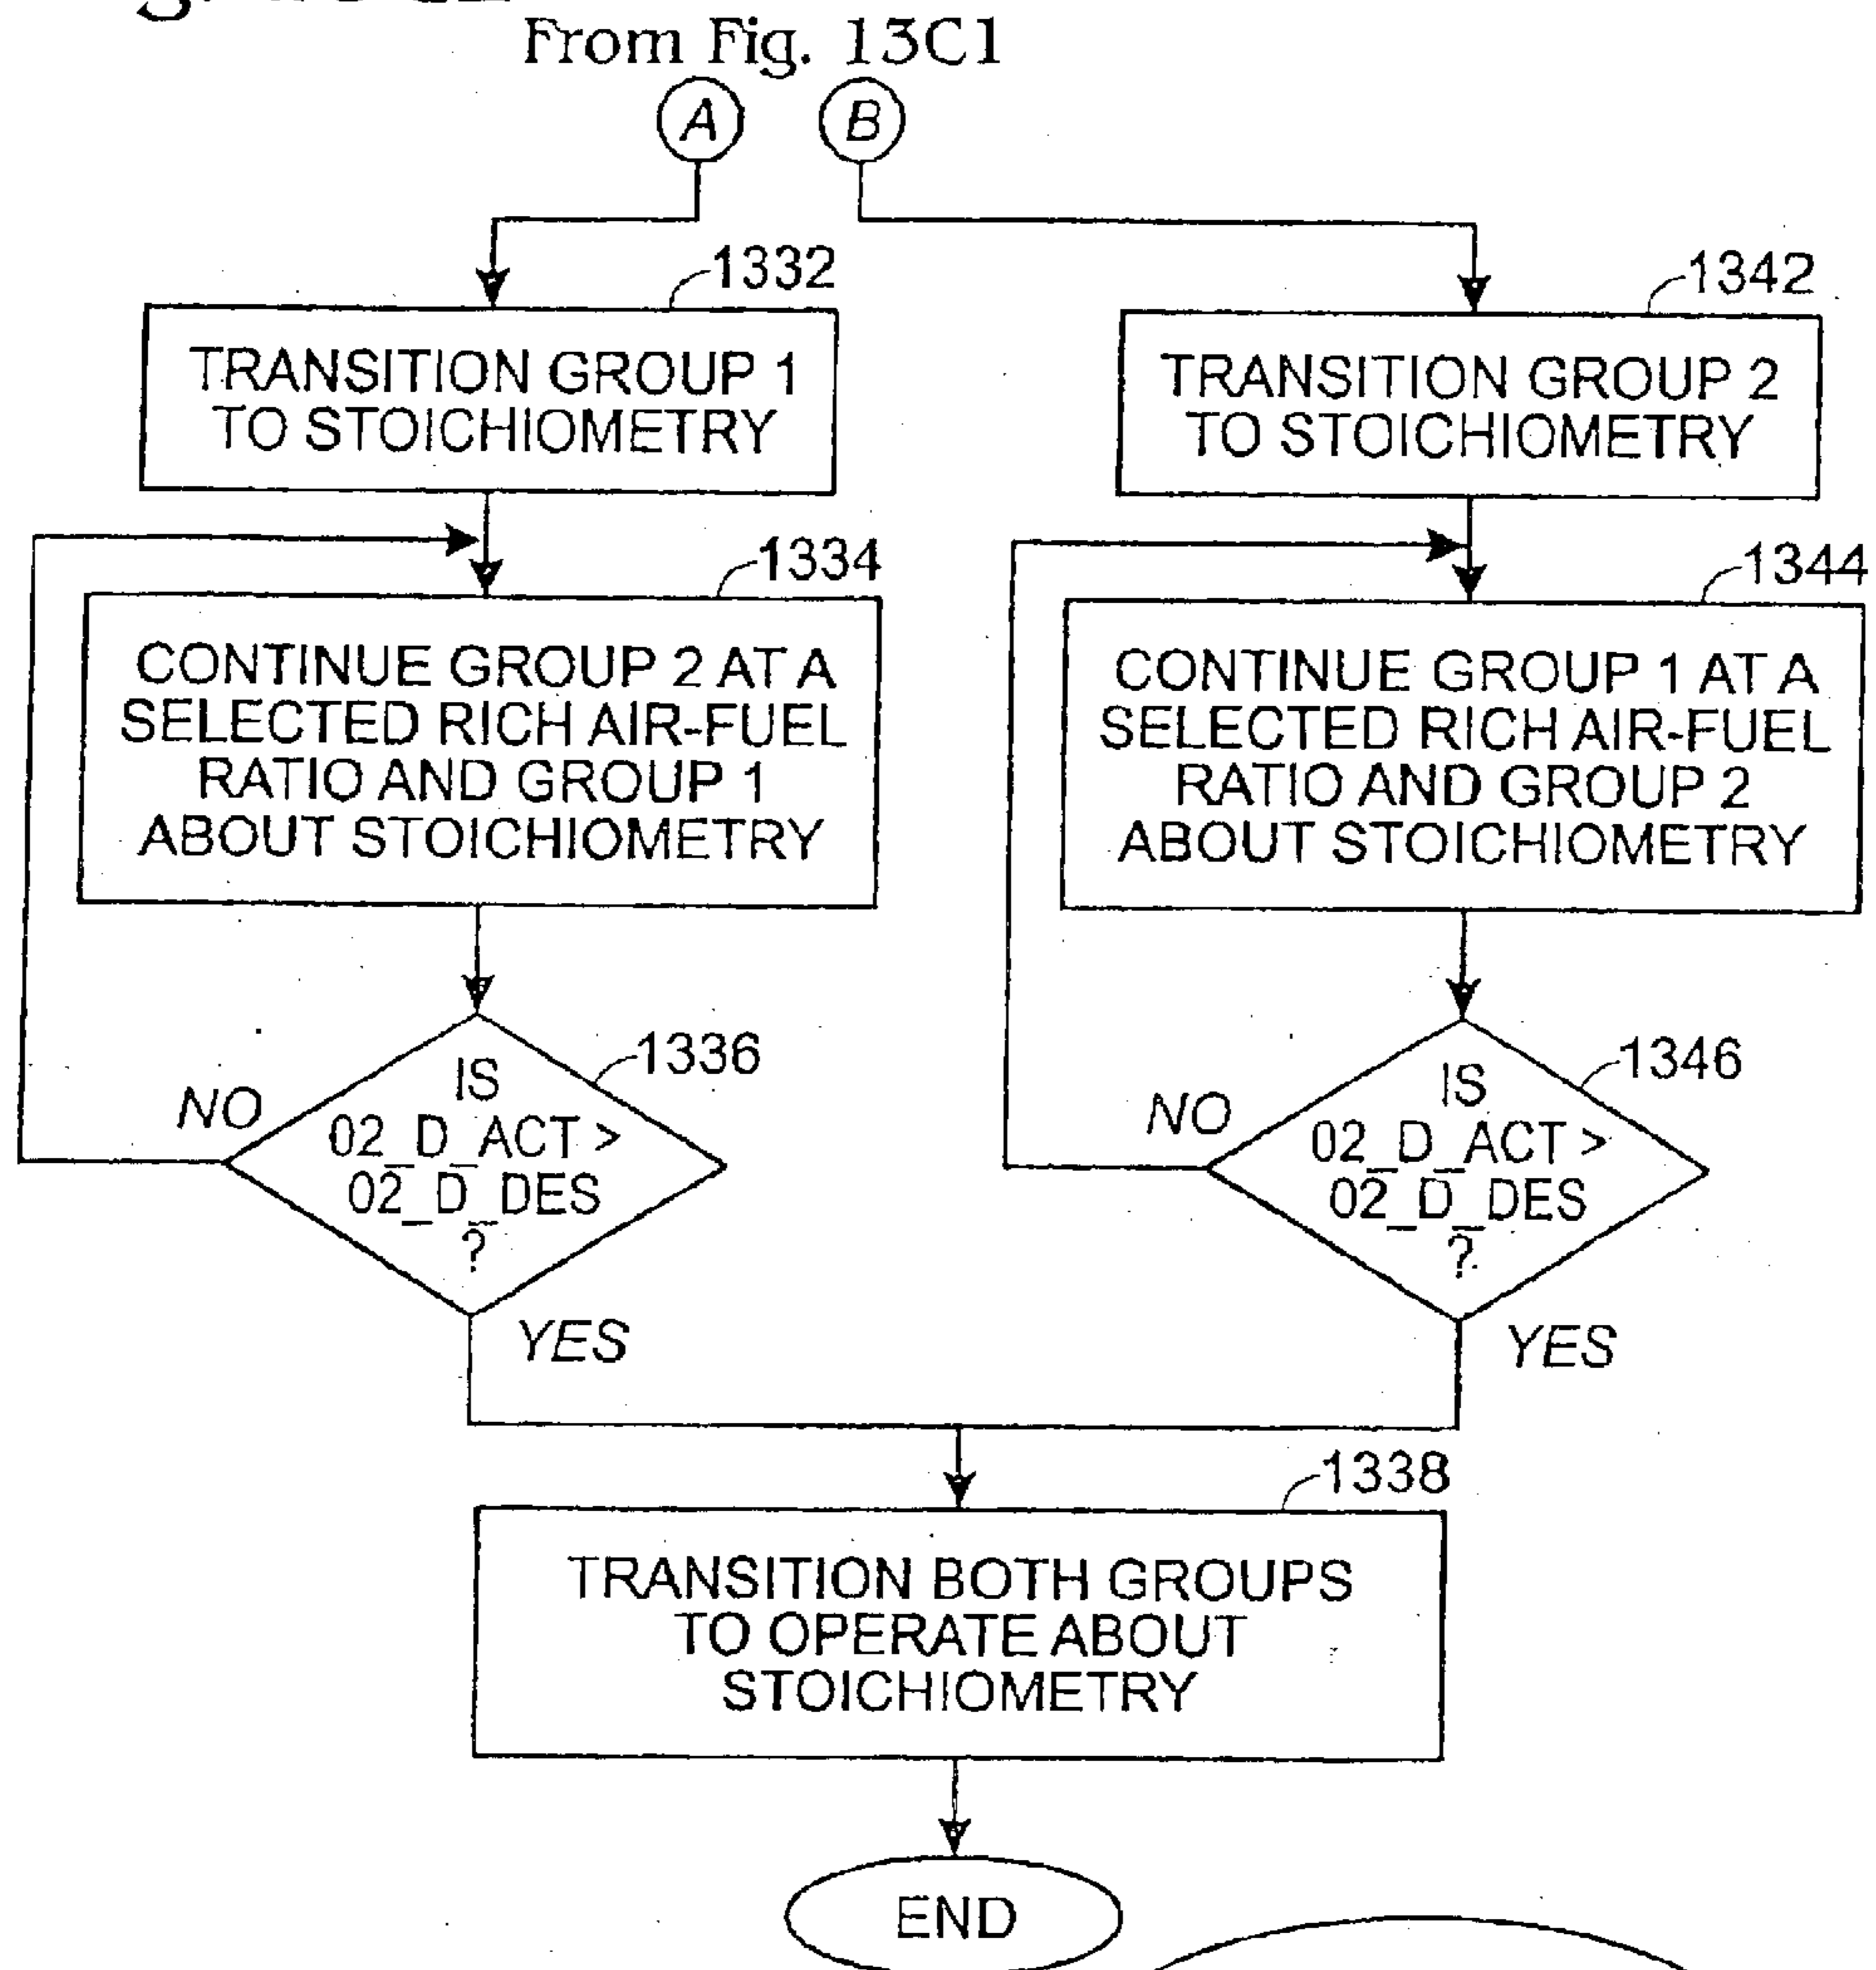 From Fig. 13C1
A
B
1332
TRANSITION GROUP 1
TO STOICHIOMETRY
1342
TRANSITION GROUP 2
TO STOICHIOMETRY
1334
CONTINUE GROUP 2 AT A
SELECTED RICH AIR-FUEL
RATIO AND GROUP 1
ABOUT STOICHIOMETRY
1344
CONTINUE GROUP 1 AT A
SELECTED RICH AIR-FUEL
RATIO AND GROUP 2
ABOUT STOICHIOMETRY
1336
NO
IS
02_D_ACT >
02_D_DES
?
YES
1346
NO
IS
02_D_ACT >
02_D_DES
?
YES
1338
TRANSITION BOTH GROUPS
TO OPERATE ABOUT
STOICHIOMETRY
END